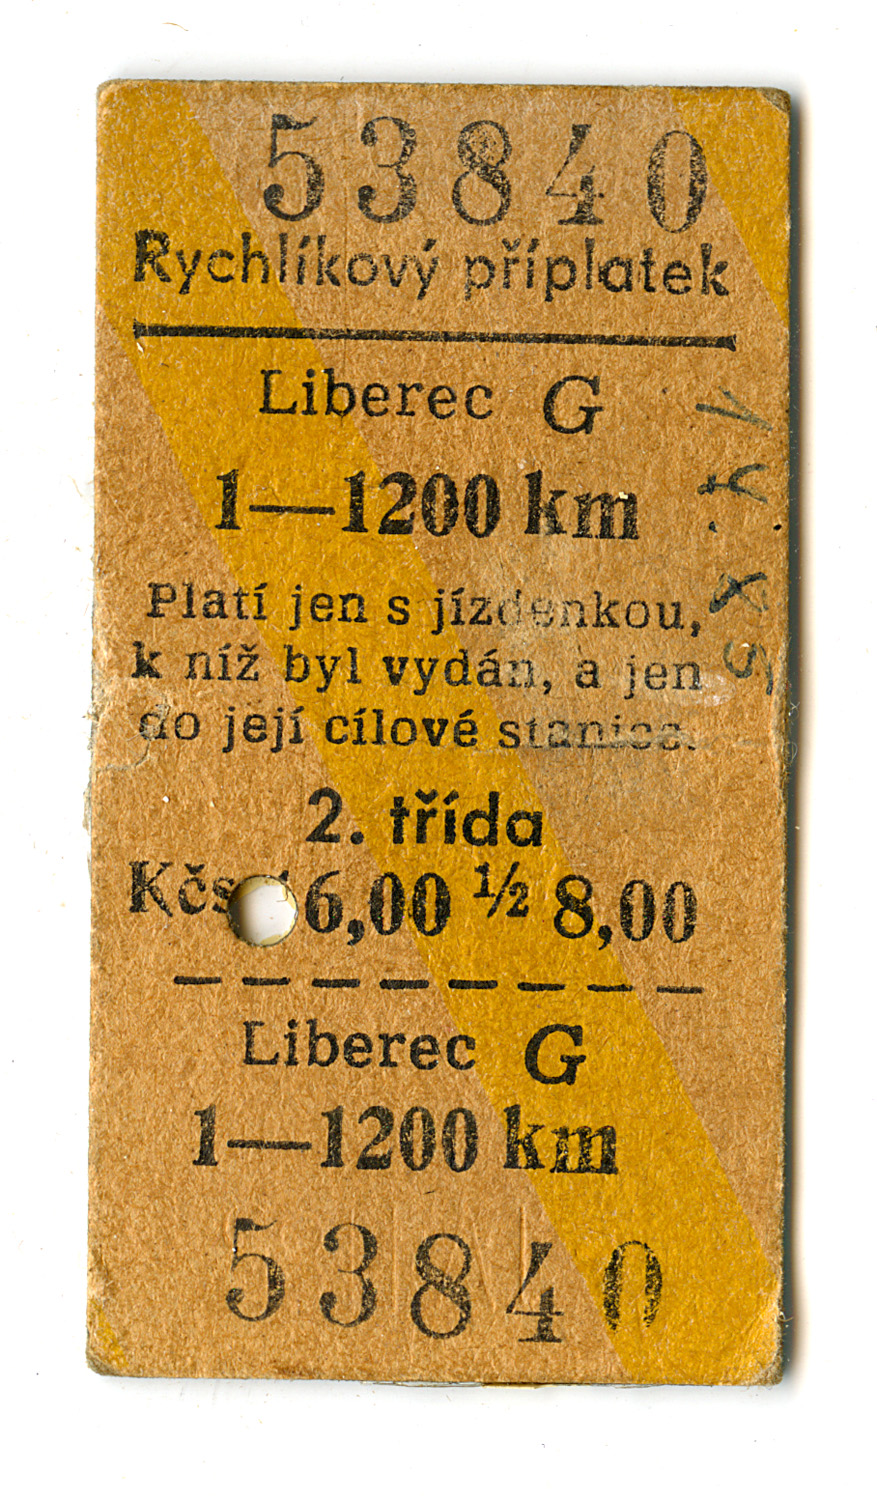 53840
Rychlíkový příplatek
Liberec G
1—1200 km
Platí jen s jízdenkou,
k níž byl vydán, a jen
do její cílové stanice.
2. třída
Kčs 16,00 ½ 8,00
Liberec G
1—1200 km
53840